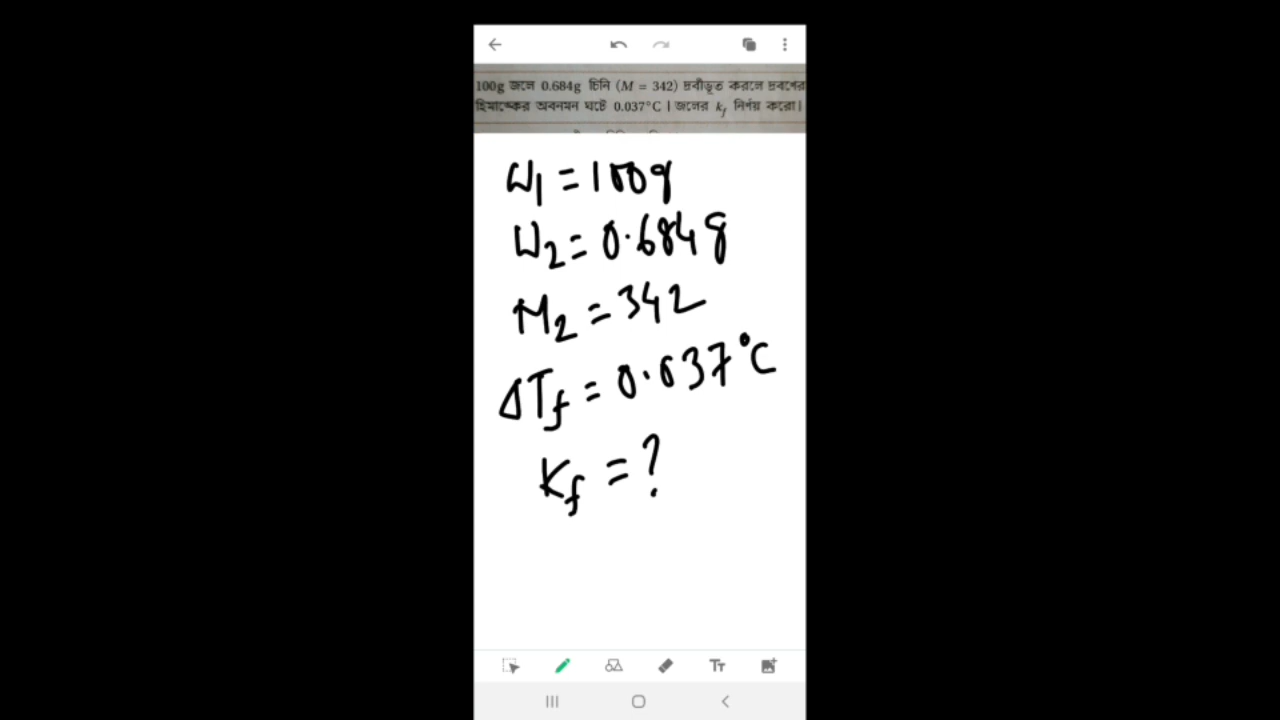 100g জলে 0.684g চিনি (M = 342) দ্রবীভূত করলে দ্রবণের
হিমাঙ্কের অবনমন ঘটে 0.037°C । জলের kf নির্ণয় করো।
W1 = 100g
W2 = 0.684g
M2 = 342
ΔTf = 0.037°C
Kf = ?
Tт